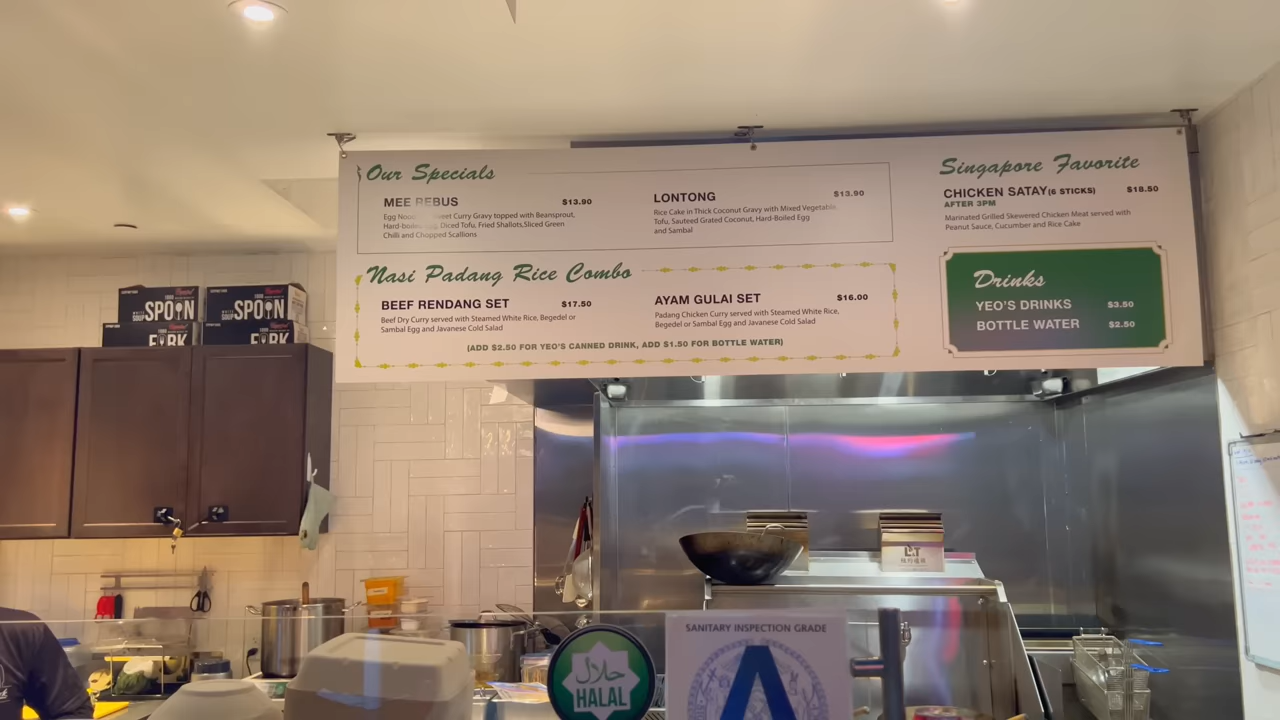 Our Specials
MEE REBUS $13.90
Egg Noodles Sweet Curry Gravy topped with Beansprout,
Hard-boiled Egg, Diced Tofu, Fried Shallots, Sliced Green
Chilli and Chopped Scallions
LONTONG $13.90
Rice Cake in Thick Coconut Gravy with Mixed Vegetable
Tofu, Sauteed Grated Coconut, Hard-Boiled Egg
and Sambal
Nasi Padang Rice Combo
BEEF RENDANG SET $17.50
Beef Dry Curry served with Steamed White Rice, Begedel or
Sambal Egg and Javanese Cold Salad
AYAM GULAI SET $16.00
Padang Chicken Curry served with Steamed White Rice,
Begedel or Sambal Egg and Javanese Cold Salad
(ADD $2.50 FOR YEO'S CANNED DRINK, ADD $1.50 FOR BOTTLE WATER)
Singapore Favorite
CHICKEN SATAY(6 STICKS) $18.50
AFTER 3PM
Marinated Grilled Skewered Chicken Meat served with
Peanut Sauce, Cucumber and Rice Cake
Drinks
YEO'S DRINKS $3.50
BOTTLE WATER $2.50
SPOON
SOUP
FORK
حلال
HALAL
SANITARY INSPECTION GRADE
A